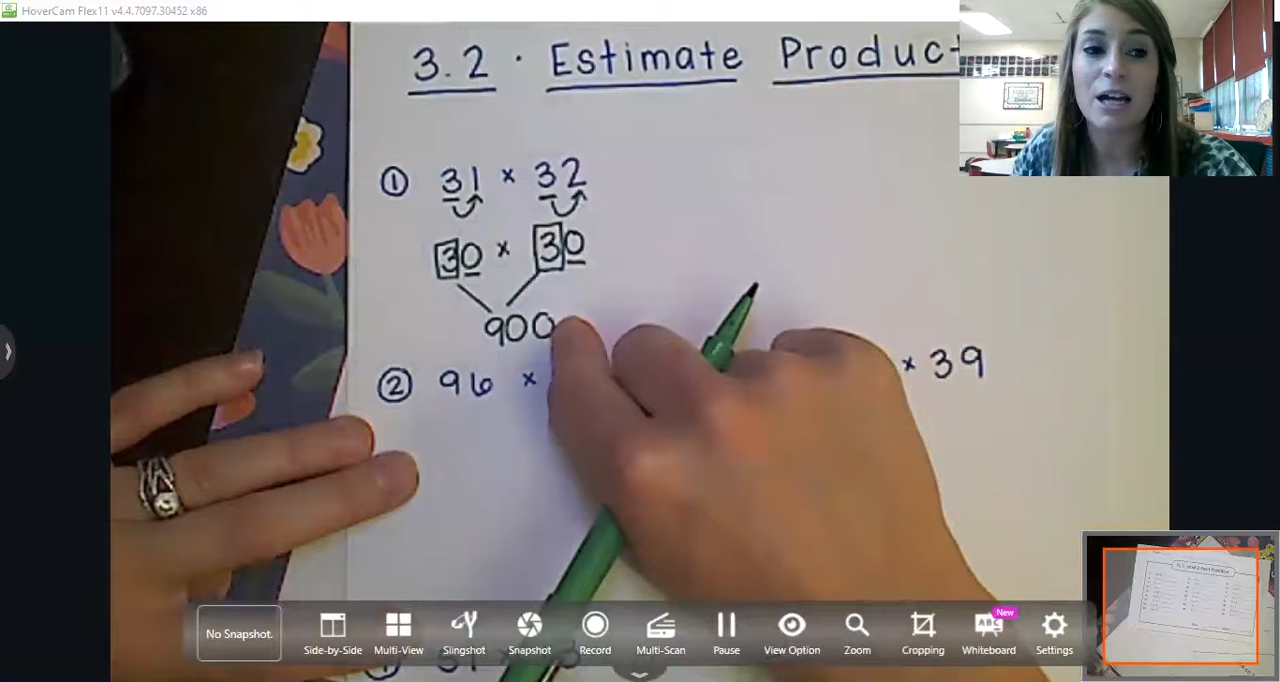 HoverCam Flex11 v4.4.7097.30452 x86
3.2 · Estimate Product
① 31 × 32
30 × 30
900
② 96 ×
× 39
No Snapshot.
Side-by-Side
Multi-View
Slingshot
Snapshot
Record
Multi-Scan
Pause
View Option
Zoom
Cropping
New
ABC
Whiteboard
Settings